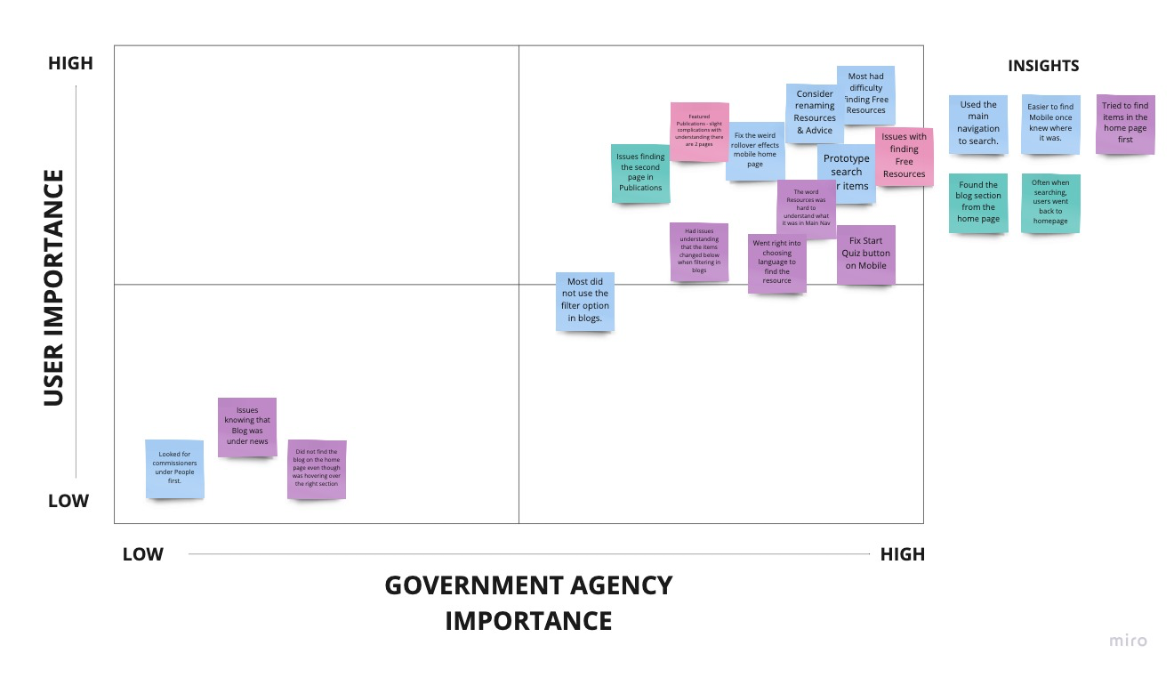 HIGH
INSIGHTS
Most had
difficulty
finding Free
Resources
Consider
renaming
Resources
& Advice
Featured
Publications - slight
complications with
understanding there
are 2 pages
Fix the weird
rollover effects
mobile home
page
Issues with
finding
Free
Resources
Issues finding
the second
page in
Publications
Prototype
search
r items
The word
Resources was
hard to
understand what
it was in Main Nav
Had issues
understanding
that the items
changed below
when filtering in
blogs
Went right into
choosing
language to
find the
resource
Fix Start
Quiz button
on Mobile
Most did
not use the
filter option
in blogs.
Issues
knowing that
Blog was
under news
Looked for
commissioners
under People
first.
Did not find the
blog on the home
page even though
was hovering over
the right section
Used the
main
navigation
to search.
Easier to find
Mobile once
knew where
it was.
Tried to find
items in the
home page
first
Found the
blog section
from the
home page
Often when
searching,
users went
back to
homepage
USER IMPORTANCE
LOW
LOW
HIGH
GOVERNMENT AGENCY
IMPORTANCE
miro